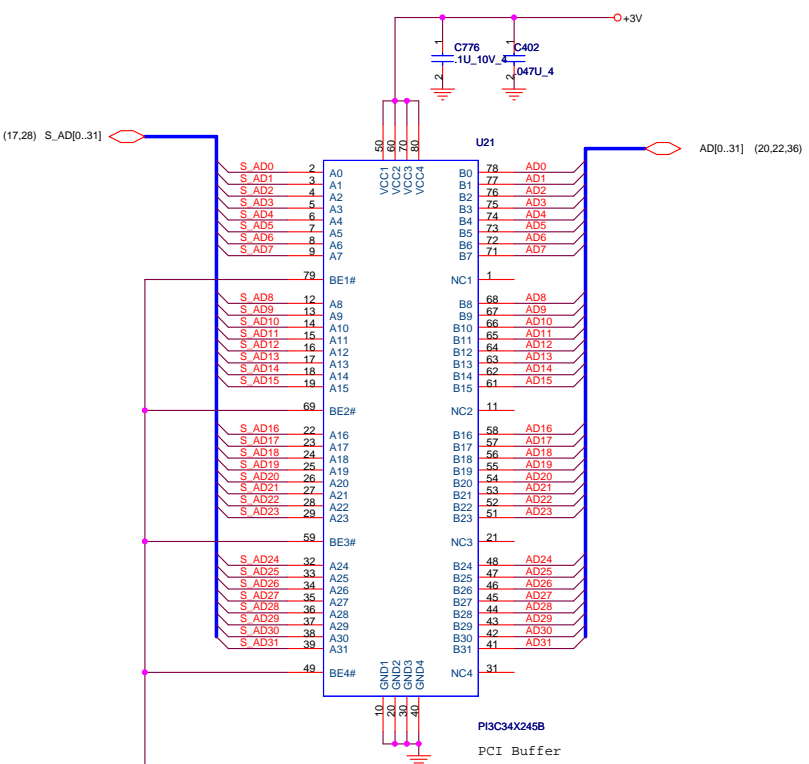 +3V
1 C776 1 C402
.1U_10V_4
2 2 .047U_4
(17,28) S_AD[0..31]
AD[0..31] (20,22,36)
50 60 70 80
U21
VCC1 VCC2 VCC3 VCC4
S_AD0 2 A0 B0 78 AD0
S_AD1 3 A1 B1 77 AD1
S_AD2 4 A2 B2 76 AD2
S_AD3 5 A3 B3 75 AD3
S_AD4 6 A4 B4 74 AD4
S_AD5 7 A5 B5 73 AD5
S_AD6 8 A6 B6 72 AD6
S_AD7 9 A7 B7 71 AD7
79 BE1# NC1 1
S_AD8 12 A8 B8 68 AD8
S_AD9 13 A9 B9 67 AD9
S_AD10 14 A10 B10 66 AD10
S_AD11 15 A11 B11 65 AD11
S_AD12 16 A12 B12 64 AD12
S_AD13 17 A13 B13 63 AD13
S_AD14 18 A14 B14 62 AD14
S_AD15 19 A15 B15 61 AD15
69 BE2# NC2 11
S_AD16 22 A16 B16 58 AD16
S_AD17 23 A17 B17 57 AD17
S_AD18 24 A18 B18 56 AD18
S_AD19 25 A19 B19 55 AD19
S_AD20 26 A20 B20 54 AD20
S_AD21 27 A21 B21 53 AD21
S_AD22 28 A22 B22 52 AD22
S_AD23 29 A23 B23 51 AD23
59 BE3# NC3 21
S_AD24 32 A24 B24 48 AD24
S_AD25 33 A25 B25 47 AD25
S_AD26 34 A26 B26 46 AD26
S_AD27 35 A27 B27 45 AD27
S_AD28 36 A28 B28 44 AD28
S_AD29 37 A29 B29 43 AD29
S_AD30 38 A30 B30 42 AD30
S_AD31 39 A31 B31 41 AD31
49 BE4# NC4 31
GND1 GND2 GND3 GND4
10 20 30 40
PI3C34X245B
PCI Buffer